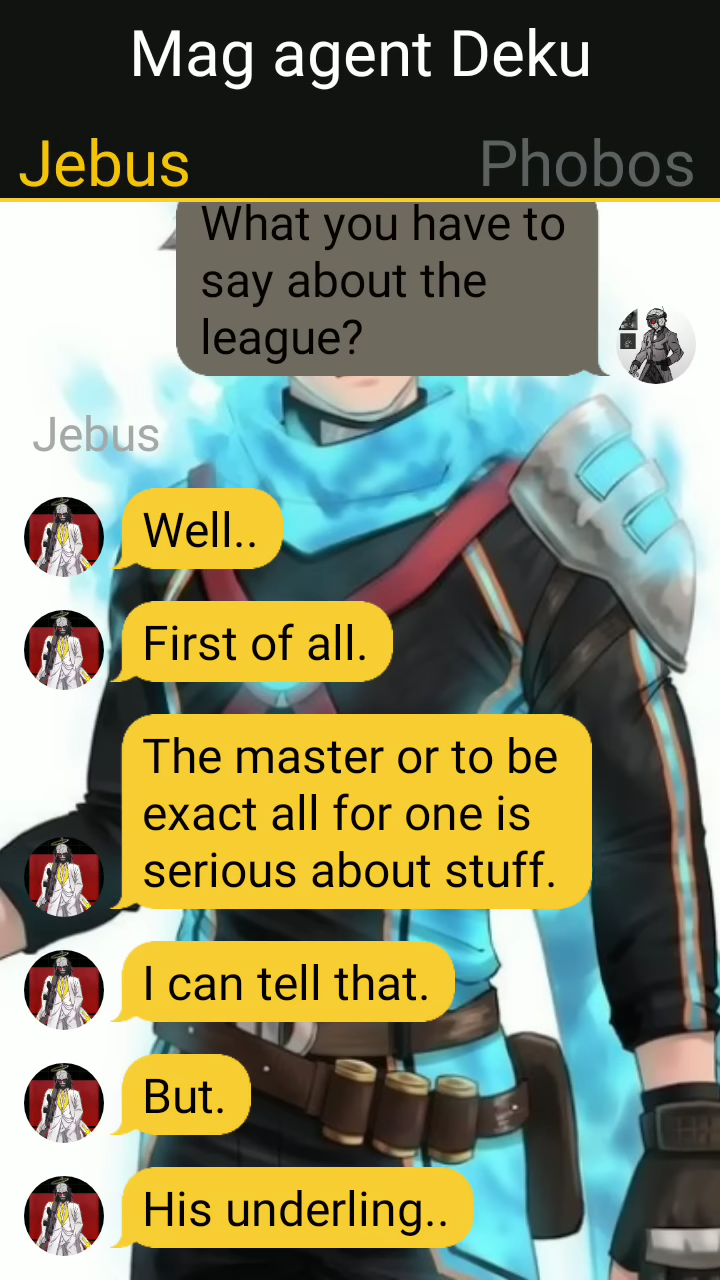 Mag agent Deku
Jebus
Phobos
What you have to
say about the
league?
Jebus
Well..
First of all.
The master or to be
exact all for one is
serious about stuff.
I can tell that.
But.
His underling..